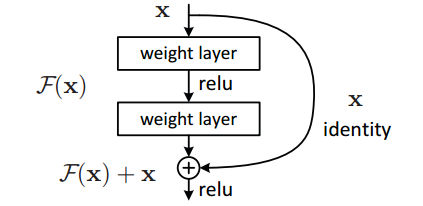 x
weight layer
F(x)
relu
x
weight layer
identity
F(x) + x
+
relu